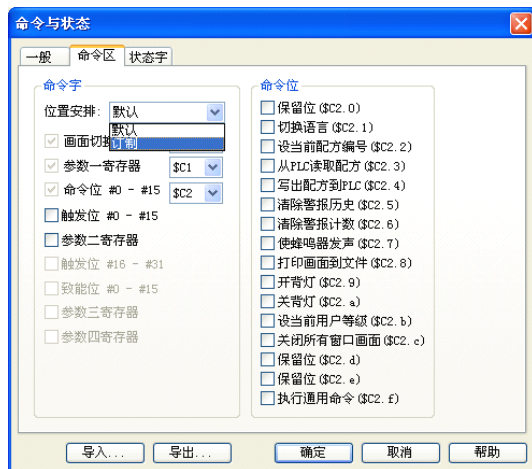 命令与状态
一般 命令区 状态字
命令字
位置安排: 默认
默认
订制
画面切换
参数一寄存器 $C1
命令位 #0 - #15 $C2
触发位 #0 - #15
参数二寄存器
触发位 #16 - #31
致能位 #0 - #15
参数三寄存器
参数四寄存器
命令位
保留位($C2.0)
切换语言($C2.1)
设当前配方编号($C2.2)
从PLC读取配方($C2.3)
写出配方到PLC($C2.4)
清除警报历史($C2.5)
清除警报计数($C2.6)
使蜂鸣器发声($C2.7)
打印画面到文件($C2.8)
开背灯($C2.9)
关背灯($C2.a)
设当前用户等级($C2.b)
关闭所有窗口画面($C2.c)
保留位($C2.d)
保留位($C2.e)
执行通用命令($C2.f)
导入... 导出... 确定 取消 帮助